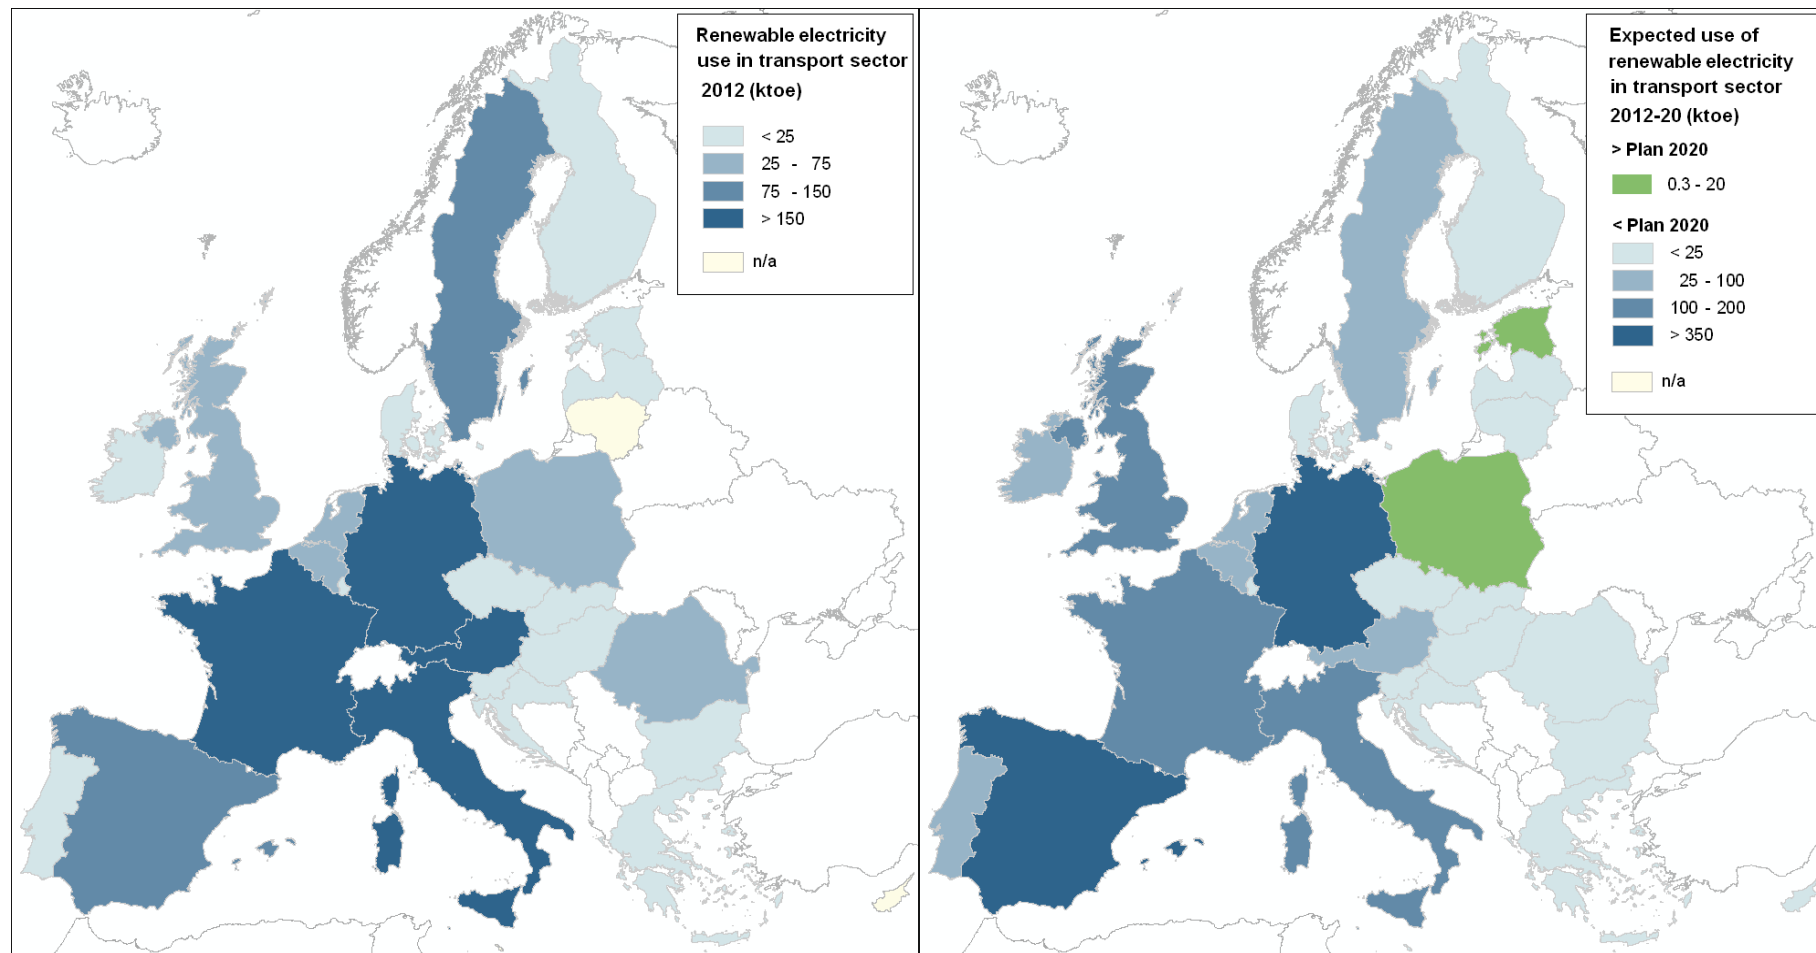 Renewable electricity
use in transport sector
2012 (ktoe)
< 25
25 - 75
75 - 150
> 150
n/a
Expected use of
renewable electricity
in transport sector
2012-20 (ktoe)
> Plan 2020
0.3 - 20
< Plan 2020
< 25
25 - 100
100 - 200
> 350
n/a